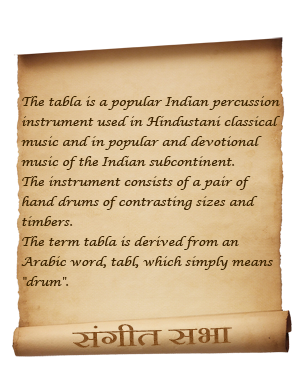 The tabla is a popular Indian percussion
instrument used in Hindustani classical
music and in popular and devotional
music of the Indian subcontinent.
The instrument consists of a pair of
hand drums of contrasting sizes and
timbers.
The term tabla is derived from an
Arabic word, tabl, which simply means
"drum".
संगीत सभा